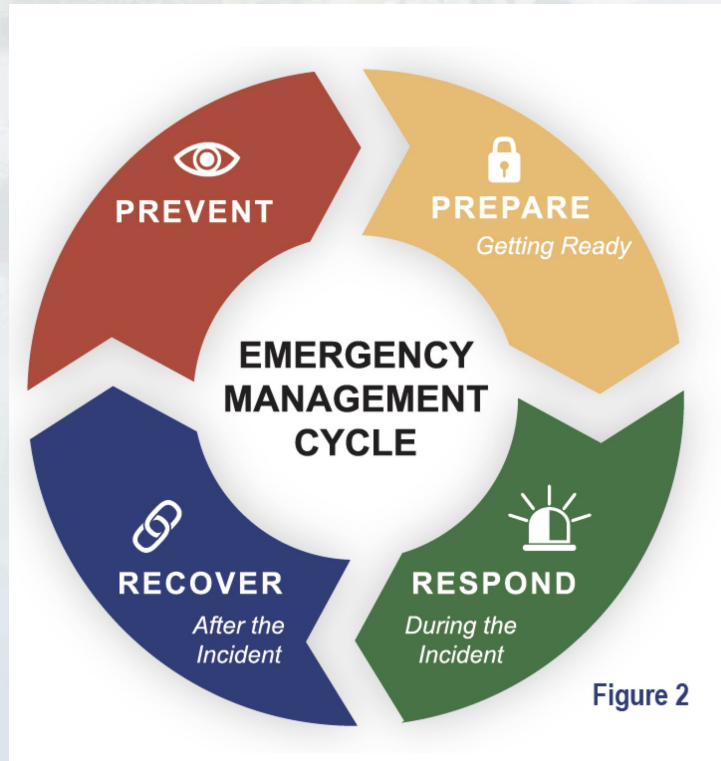 PREVENT
PREPARE
Getting Ready
EMERGENCY
MANAGEMENT
CYCLE
RECOVER
After the
Incident
RESPOND
During the
Incident
Figure 2